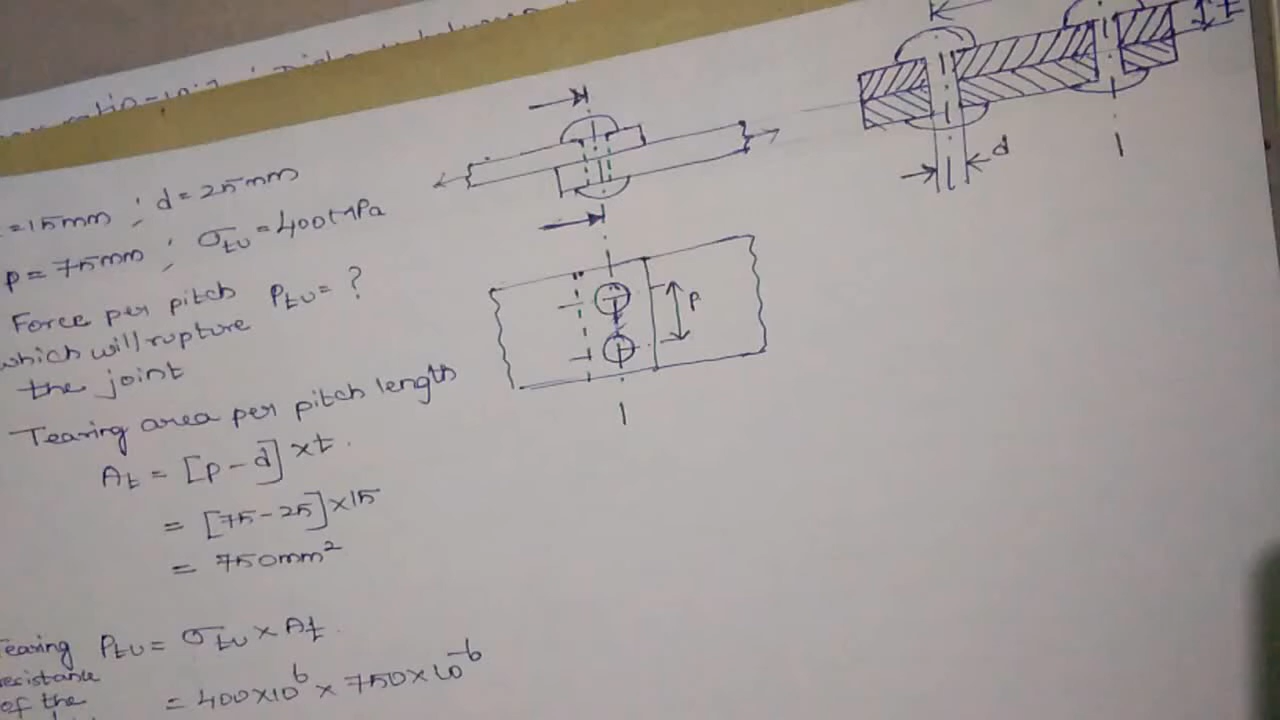 =15mm ; d=25mm
p=75mm ; σtu=400MPa
Force per pitch Ptu=?
which will rupture
the joint
Tearing area per pitch length
At = [p-d]×t.
= [75-25]×15
= 750mm²
Tearing Ptu = σtu × At.
resistance
of the = 400×10⁶ × 750×10⁻⁶
p
d
t